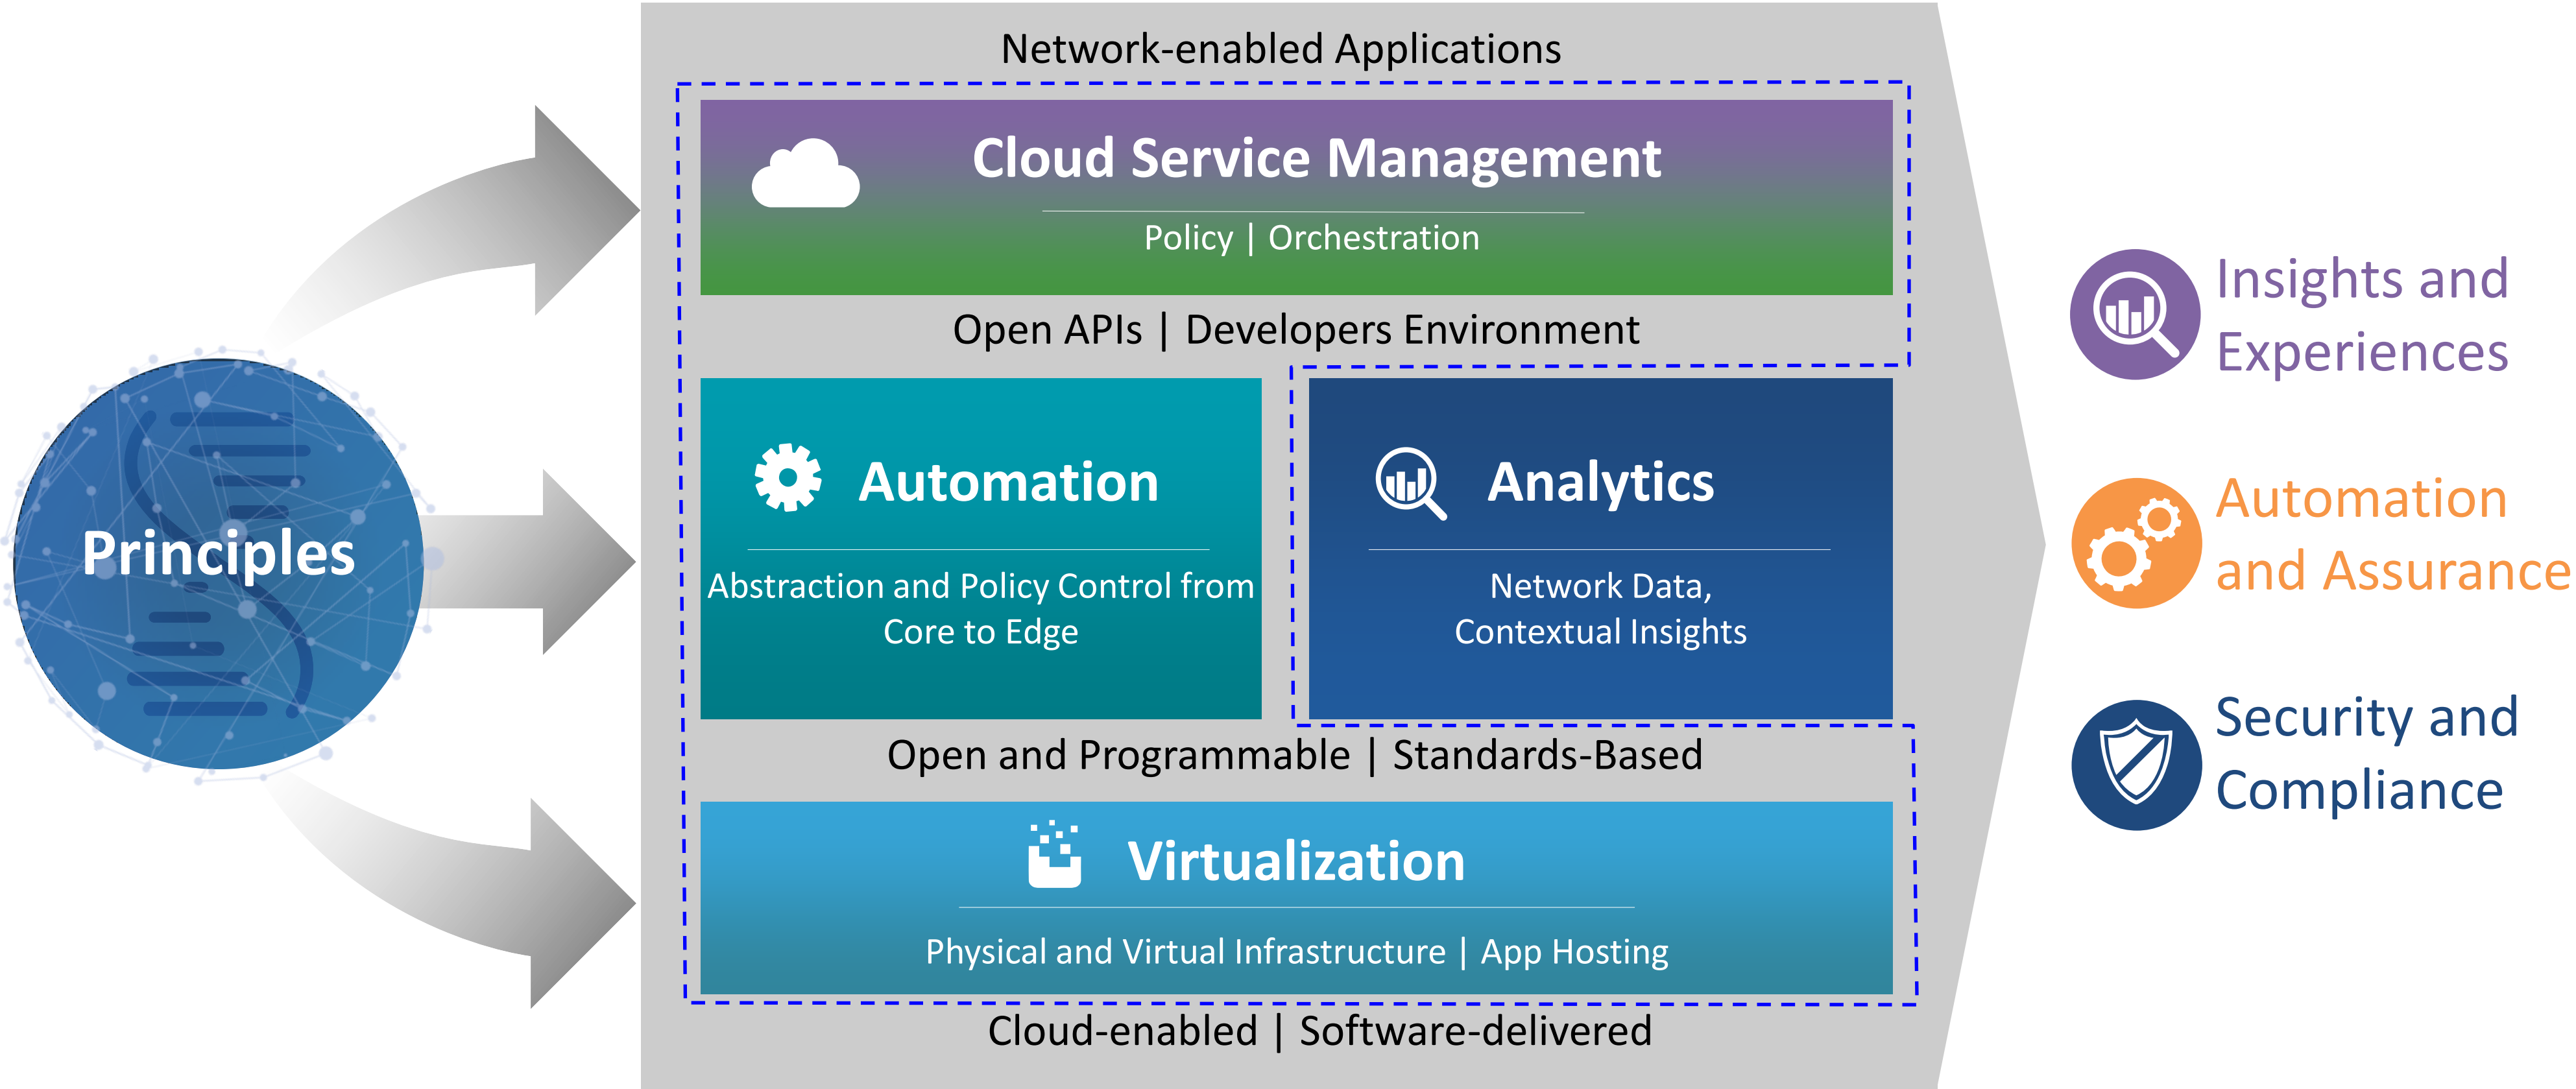 Network-enabled Applications
Cloud Service Management
Policy | Orchestration
Open APIs | Developers Environment
Principles
Automation
Abstraction and Policy Control from
Core to Edge
Analytics
Network Data,
Contextual Insights
Open and Programmable | Standards-Based
Virtualization
Physical and Virtual Infrastructure | App Hosting
Cloud-enabled | Software-delivered
Insights and
Experiences
Automation
and Assurance
Security and
Compliance